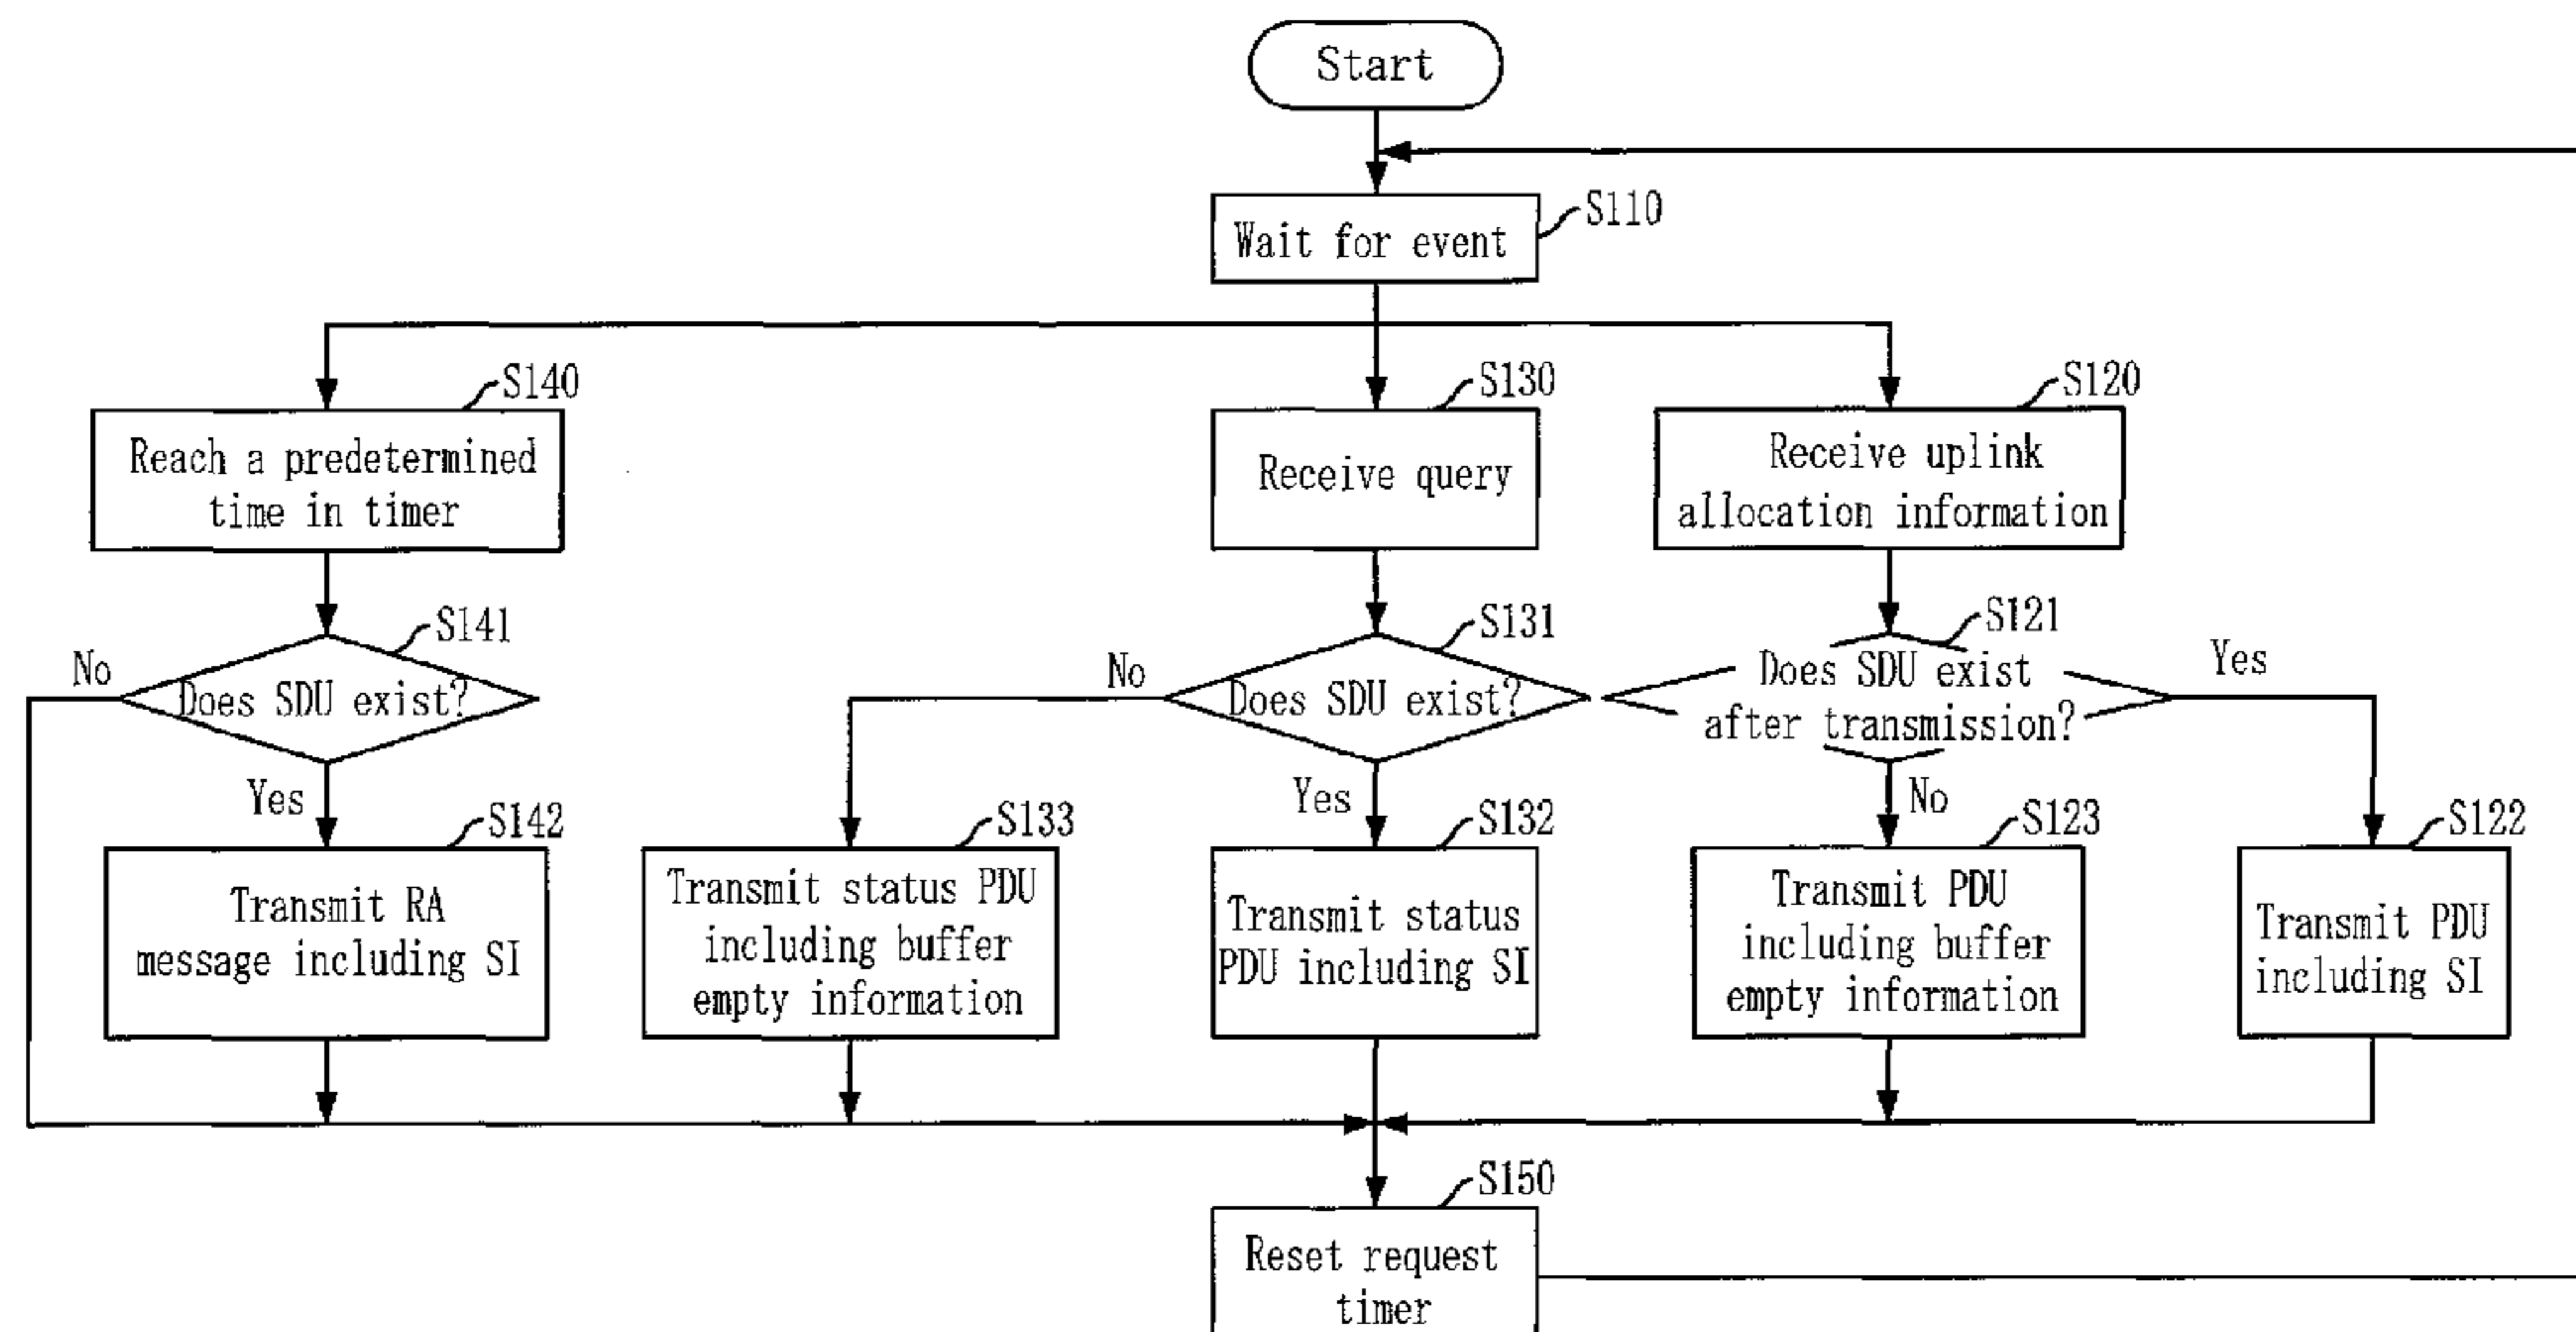 Start
S110
Wait for event
S140
Reach a predetermined
time in timer
S130
Receive query
S120
Receive uplink
allocation information
S141
No
Does SDU exist?
Yes
S131
No
Does SDU exist?
Yes
S121
Does SDU exist
after transmission?
Yes
No
S142
Transmit RA
message including SI
S133
Transmit status PDU
including buffer
empty information
S132
Transmit status
PDU including SI
S123
Transmit PDU
including buffer
empty information
S122
Transmit PDU
including SI
S150
Reset request
timer